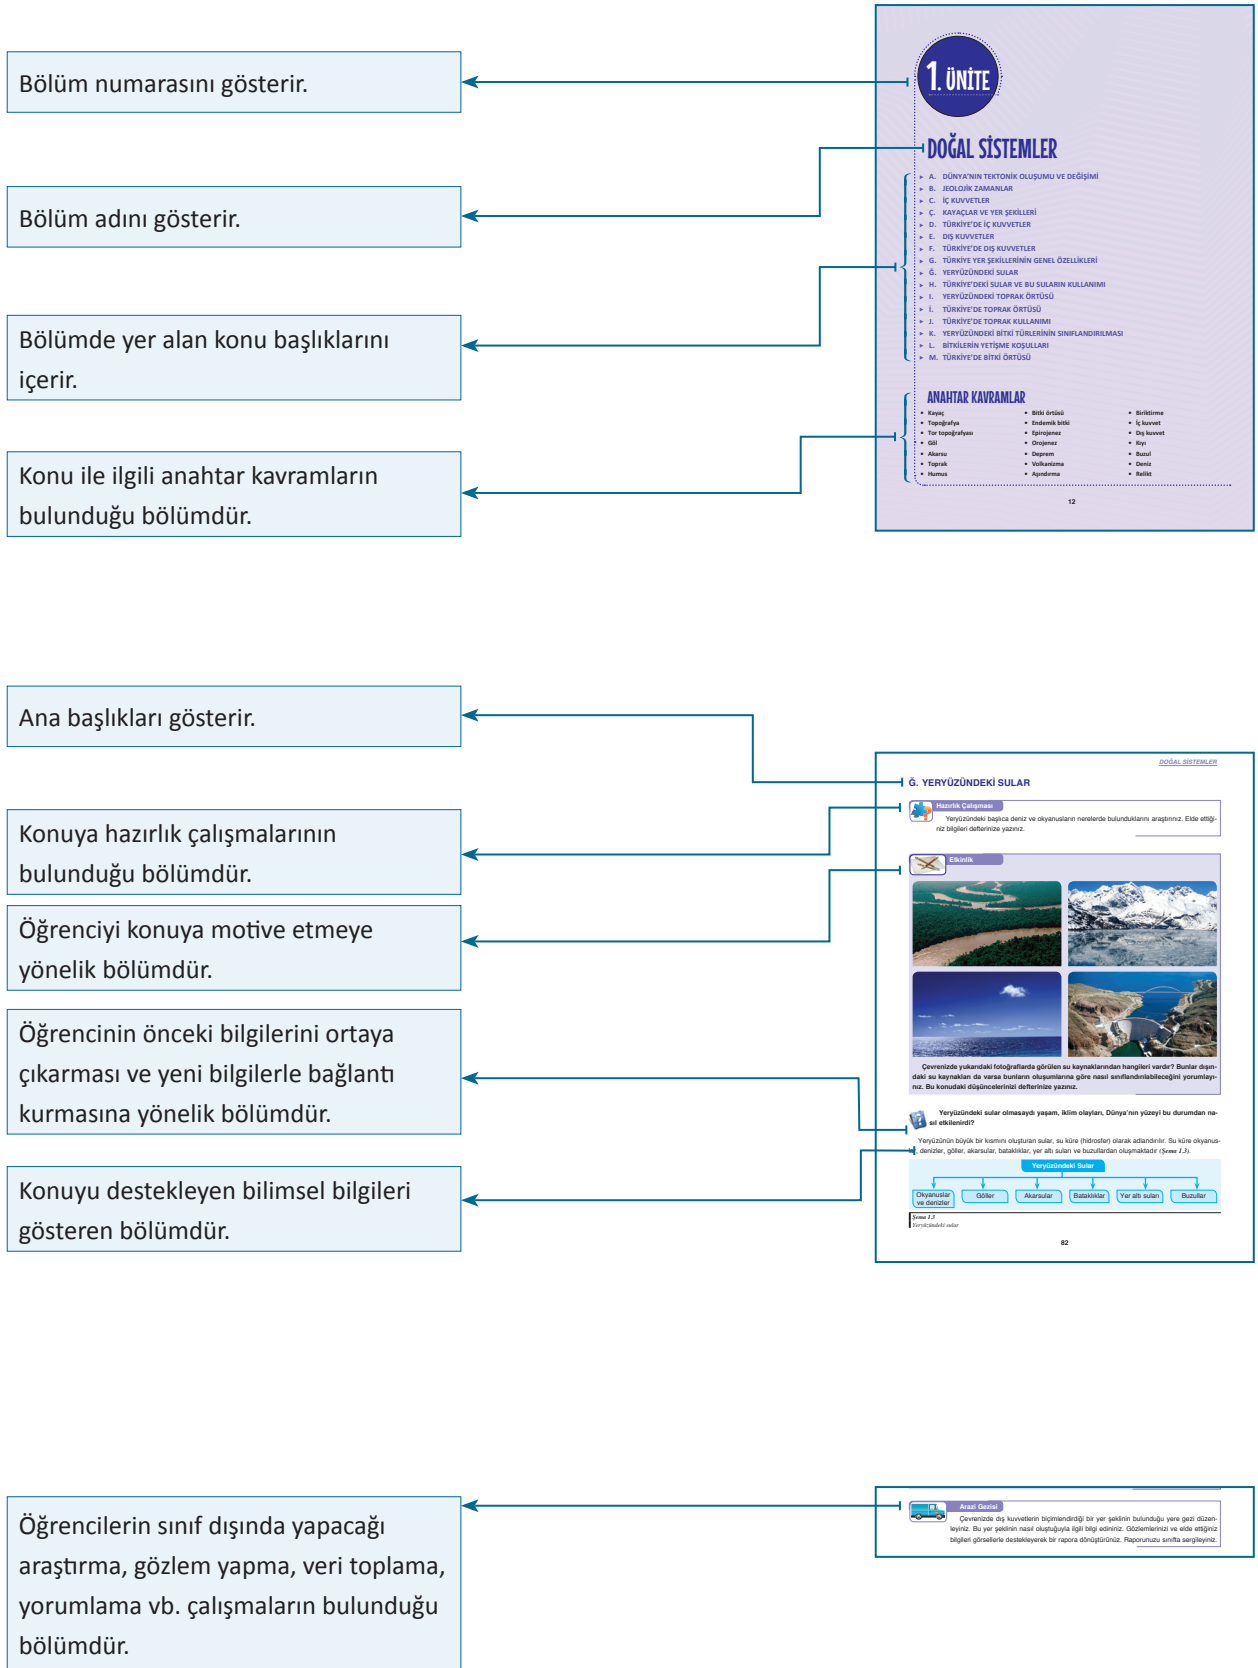 Bölüm numarasını gösterir.
Bölüm adını gösterir.
Bölümde yer alan konu başlıklarını
içerir.
Konu ile ilgili anahtar kavramların
bulunduğu bölümdür.
1. ÜNİTE
DOĞAL SİSTEMLER
A. DÜNYA'NIN TEKTONİK OLUŞUMU VE DEĞİŞİMİ
B. JEOLOJİK ZAMANLAR
C. İÇ KUVVETLER
Ç. KAYAÇLAR VE YER ŞEKİLLERİ
D. TÜRKİYE'DE İÇ KUVVETLER
E. DIŞ KUVVETLER
F. TÜRKİYE'DE DIŞ KUVVETLER
G. TÜRKİYE YER ŞEKİLLERİNİN GENEL ÖZELLİKLERİ
Ğ. YERYÜZÜNDEKİ SULAR
H. TÜRKİYE'DEKİ SULAR VE BU SULARIN KULLANIMI
I. YERYÜZÜNDEKİ TOPRAK ÖRTÜSÜ
İ. TÜRKİYE'DE TOPRAK ÖRTÜSÜ
J. TÜRKİYE'DE TOPRAK KULLANIMI
K. YERYÜZÜNDEKİ BİTKİ TÜRLERİNİN SINIFLANDIRILMASI
L. BİTKİLERİN YETİŞME KOŞULLARI
M. TÜRKİYE'DE BİTKİ ÖRTÜSÜ
ANAHTAR KAVRAMLAR
• Kayaç
• Topoğrafya
• Tor topoğrafyası
• Göl
• Akarsu
• Toprak
• Humus
• Bitki örtüsü
• Endemik bitki
• Epirojenez
• Orojenez
• Deprem
• Volkanizma
• Aşındırma
• Biriktirme
• İç kuvvet
• Dış kuvvet
• Kıyı
• Buzul
• Deniz
• Relikt
12
Ana başlıkları gösterir.
Konuya hazırlık çalışmalarının
bulunduğu bölümdür.
Öğrenciyi konuya motive etmeye
yönelik bölümdür.
Öğrencinin önceki bilgilerini ortaya
çıkarması ve yeni bilgilerle bağlantı
kurmasına yönelik bölümdür.
Konuyu destekleyen bilimsel bilgileri
gösteren bölümdür.
DOĞAL SİSTEMLER
Ğ. YERYÜZÜNDEKİ SULAR
Hazırlık Çalışması
Yeryüzündeki başlıca deniz ve okyanusların nerelerde bulunduklarını araştırınız. Elde ettiği-
niz bilgileri defterinize yazınız.
Etkinlik
Çevrenizde yukarıdaki fotoğraflarda görülen su kaynaklarından hangileri vardır? Bunlar dışın-
daki su kaynakları da varsa bunların oluşumlarına göre nasıl sınıflandırılabileceğini yorumlayı-
nız. Bu konudaki düşüncelerinizi defterinize yazınız.
Yeryüzündeki sular olmasaydı yaşam, iklim olayları, Dünya'nın yüzeyi bu durumdan na-
sıl etkilenirdi?
Yeryüzünün büyük bir kısmını oluşturan sular, su küre (hidrosfer) olarak adlandırılır. Su küre okyanus-
, denizler, göller, akarsular, bataklıklar, yer altı suları ve buzullardan oluşmaktadır (Şema 1.3).
Yeryüzündeki Sular
Okyanuslar
ve denizler
Göller
Akarsular
Bataklıklar
Yer altı suları
Buzullar
Şema 1.3
Yeryüzündeki sular
82
Öğrencilerin sınıf dışında yapacağı
araştırma, gözlem yapma, veri toplama,
yorumlama vb. çalışmaların bulunduğu
bölümdür.
Arazi Gezisi
Çevrenizde dış kuvvetlerin biçimlendirdiği bir yer şeklinin bulunduğu yere gezi düzen-
leyiniz. Bu yer şeklinin nasıl oluştuğuyla ilgili bilgi edininiz. Gözlemlerinizi ve elde ettiğiniz
bilgileri görsellerle destekleyerek bir rapora dönüştürünüz. Raporunuzu sınıfta sergileyiniz.